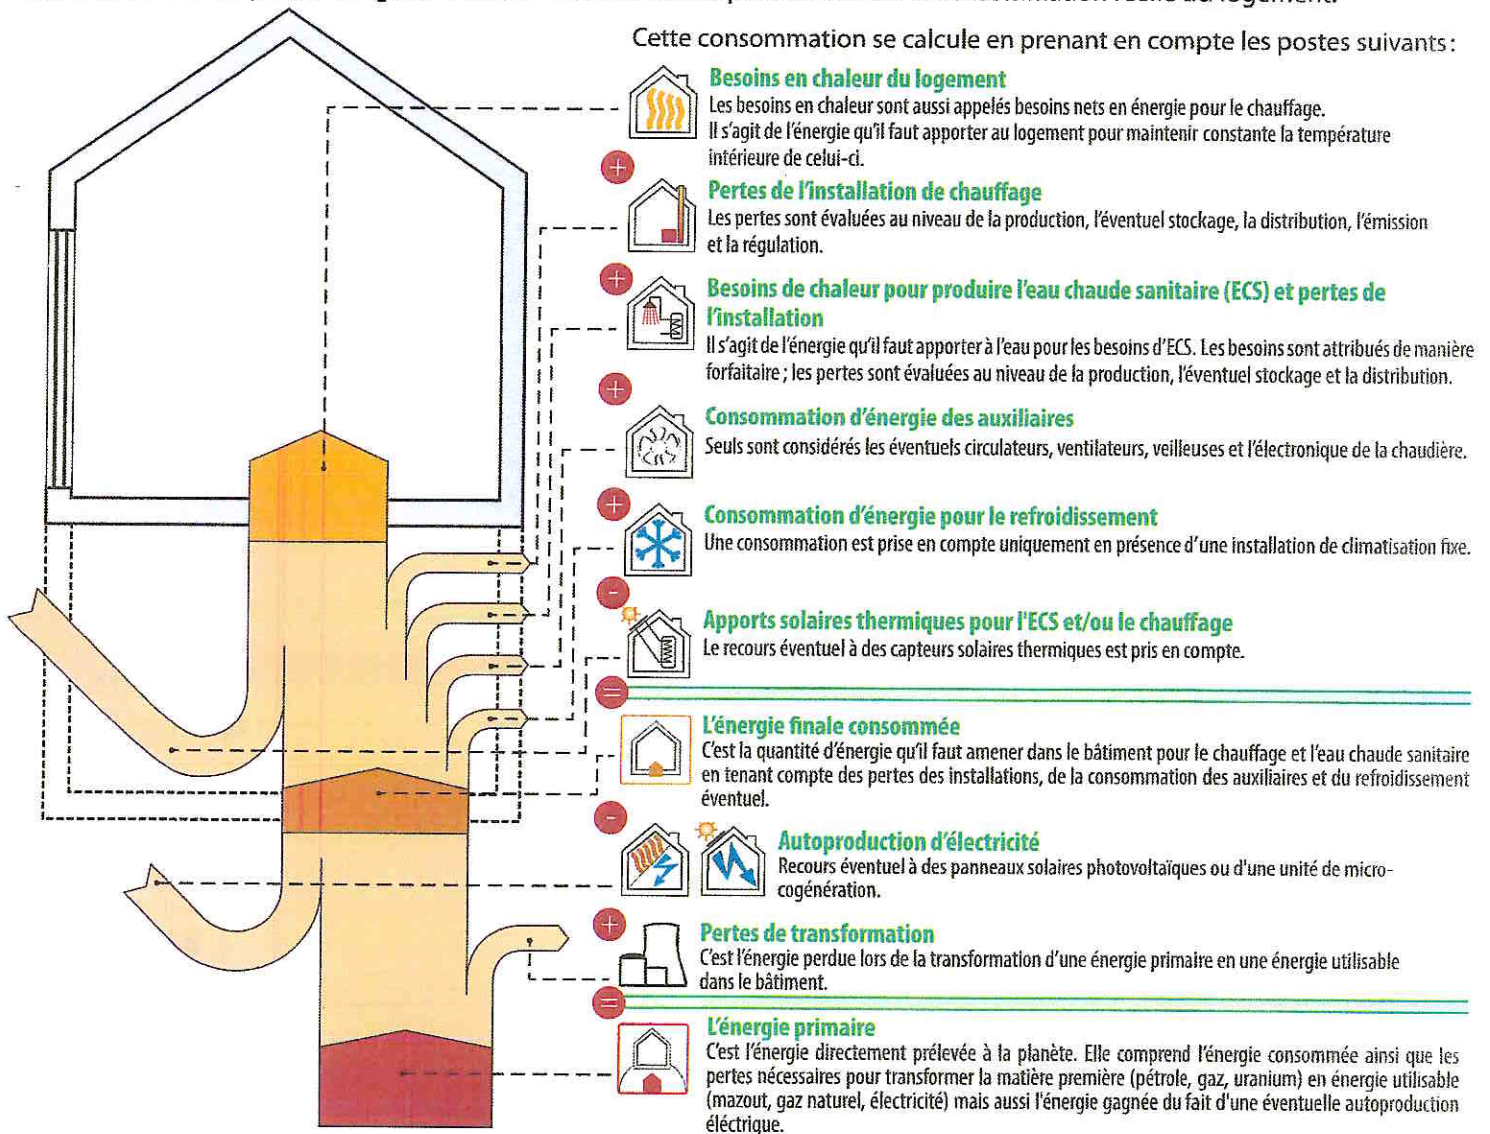 Cette consommation se calcule en prenant en compte les postes suivants :
Besoins en chaleur du logement
Les besoins en chaleur sont aussi appelés besoins nets en énergie pour le chauffage.
Il s'agit de l'énergie qu'il faut apporter au logement pour maintenir constante la température
intérieure de celui-ci.
+
Pertes de l'installation de chauffage
Les pertes sont évaluées au niveau de la production, l'éventuel stockage, la distribution, l'émission
et la régulation.
+
Besoins de chaleur pour produire l'eau chaude sanitaire (ECS) et pertes de
l'installation
Il s'agit de l'énergie qu'il faut apporter à l'eau pour les besoins d'ECS. Les besoins sont attribués de manière
forfaitaire ; les pertes sont évaluées au niveau de la production, l'éventuel stockage et la distribution.
+
Consommation d'énergie des auxiliaires
Seuls sont considérés les éventuels circulateurs, ventilateurs, veilleuses et l'électronique de la chaudière.
+
Consommation d'énergie pour le refroidissement
Une consommation est prise en compte uniquement en présence d'une installation de climatisation fixe.
-
Apports solaires thermiques pour l'ECS et/ou le chauffage
Le recours éventuel à des capteurs solaires thermiques est pris en compte.
=
L'énergie finale consommée
C'est la quantité d'énergie qu'il faut amener dans le bâtiment pour le chauffage et l'eau chaude sanitaire
en tenant compte des pertes des installations, de la consommation des auxiliaires et du refroidissement
éventuel.
-
Autoproduction d'électricité
Recours éventuel à des panneaux solaires photovoltaïques ou d'une unité de micro-
cogénération.
+
Pertes de transformation
C'est l'énergie perdue lors de la transformation d'une énergie primaire en une énergie utilisable
dans le bâtiment.
=
L'énergie primaire
C'est l'énergie directement prélevée à la planète. Elle comprend l'énergie consommée ainsi que les
pertes nécessaires pour transformer la matière première (pétrole, gaz, uranium) en énergie utilisable
(mazout, gaz naturel, électricité) mais aussi l'énergie gagnée du fait d'une éventuelle autoproduction
éléctrique.